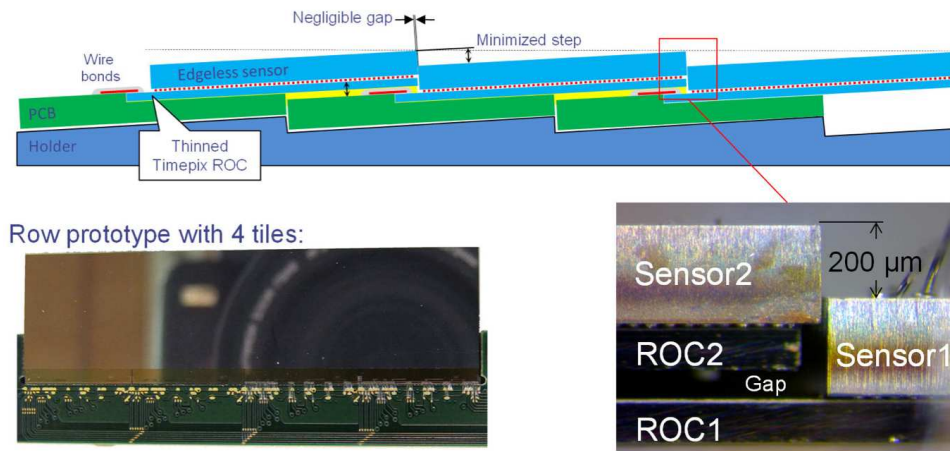 Negligible gap
Minimized step
Wire
bonds
Edgeless sensor
PCB
Thinned
Timepix ROC
Holder
Row prototype with 4 tiles:
200 µm
Sensor2
ROC2
Sensor1
Gap
ROC1